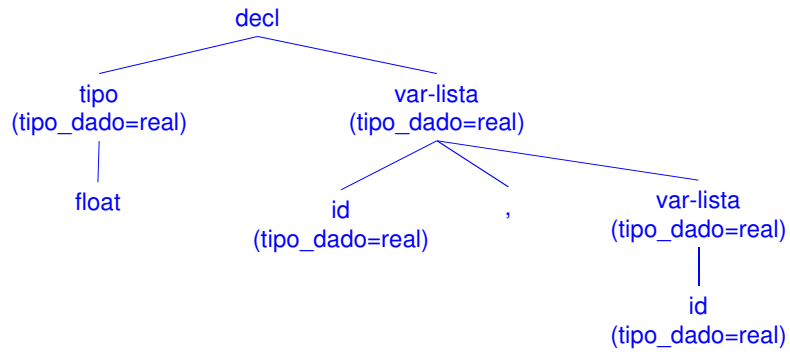 decl
tipo
(tipo_dado=real)
var-lista
(tipo_dado=real)
float
id
(tipo_dado=real)
,
var-lista
(tipo_dado=real)
id
(tipo_dado=real)